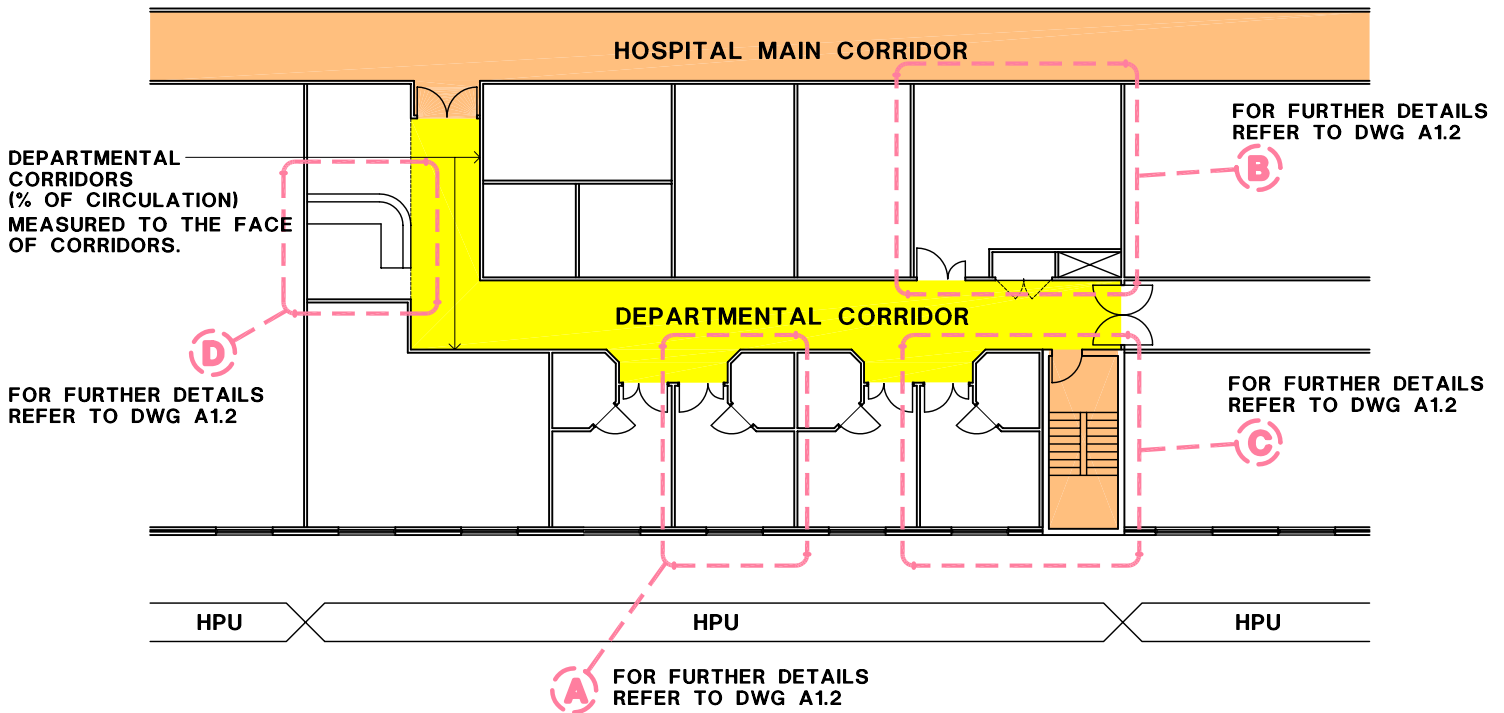 HOSPITAL MAIN CORRIDOR
FOR FURTHER DETAILS
REFER TO DWG A1.2
B
DEPARTMENTAL
CORRIDORS
(% OF CIRCULATION)
MEASURED TO THE FACE
OF CORRIDORS.
DEPARTMENTAL CORRIDOR
D
FOR FURTHER DETAILS
REFER TO DWG A1.2
FOR FURTHER DETAILS
REFER TO DWG A1.2
C
HPU
HPU
HPU
A
FOR FURTHER DETAILS
REFER TO DWG A1.2